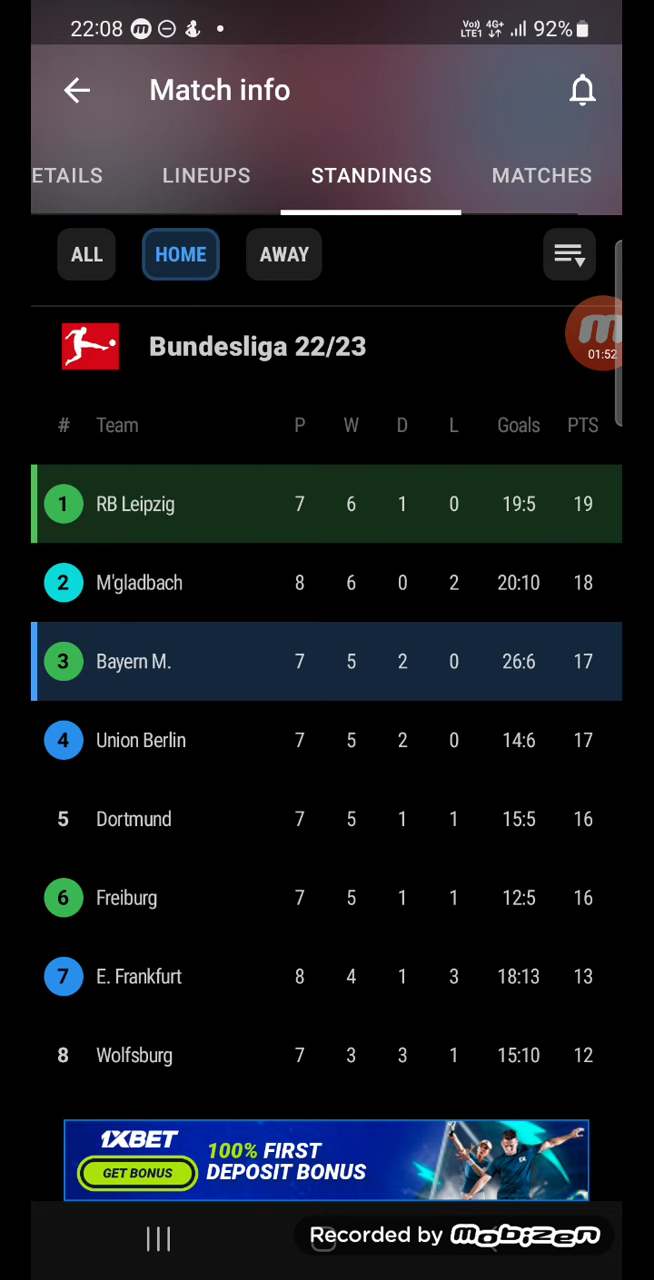 22:08 m Vo)) 4G+ LTE1 92%
Match info
ETAILS LINEUPS STANDINGS MATCHES
ALL HOME AWAY
Bundesliga 22/23
m
01:52
# Team P W D L Goals PTS
1 RB Leipzig 7 6 1 0 19:5 19
2 M'gladbach 8 6 0 2 20:10 18
3 Bayern M. 7 5 2 0 26:6 17
4 Union Berlin 7 5 2 0 14:6 17
5 Dortmund 7 5 1 1 15:5 16
6 Freiburg 7 5 1 1 12:5 16
7 E. Frankfurt 8 4 1 3 18:13 13
8 Wolfsburg 7 3 3 1 15:10 12
1XBET 100% FIRST
GET BONUS DEPOSIT BONUS
Recorded by mobizen